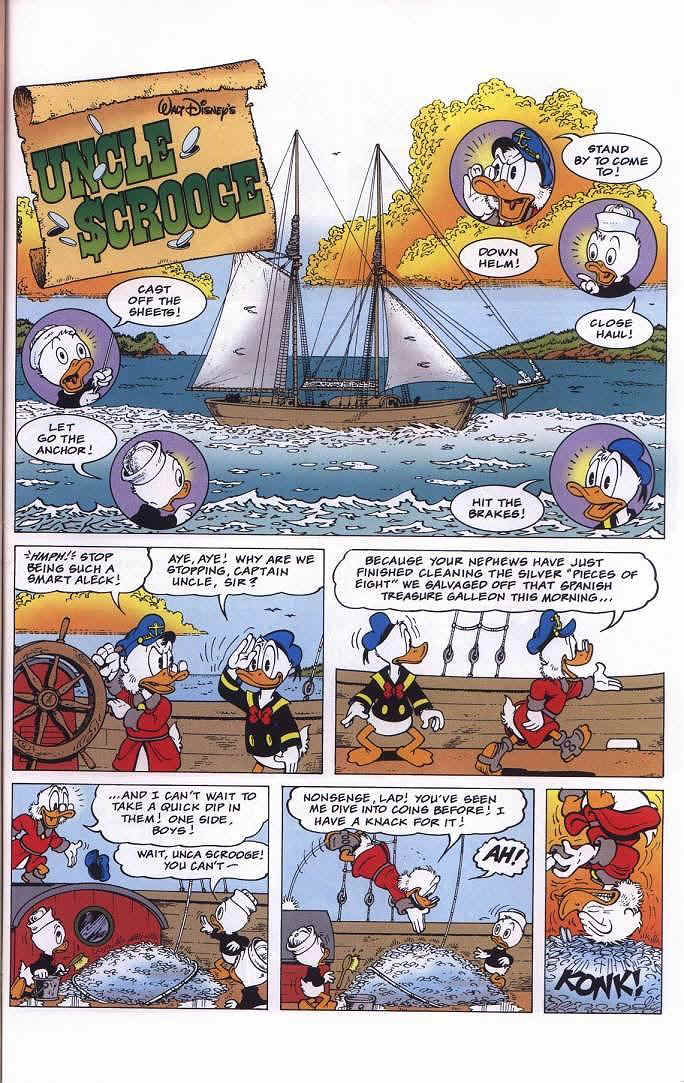 Walt Disney's
UNCLE
$CROOGE
STAND
BY TO COME
TO!
DOWN
HELM!
CLOSE
HAUL!
CAST
OFF THE
SHEETS!
LET
GO THE
ANCHOR!
HIT THE
BRAKES!
HMPH!! STOP
BEING SUCH A
SMART ALECK!
AYE, AYE! WHY ARE WE
STOPPING, CAPTAIN
UNCLE, SIR?
BECAUSE YOUR NEPHEWS HAVE JUST
FINISHED CLEANING THE SILVER "PIECES OF
EIGHT" WE SALVAGED OFF THAT SPANISH
TREASURE GALLEON THIS MORNING...
...AND I CAN'T WAIT TO
TAKE A QUICK DIP IN
THEM! ONE SIDE,
BOYS!
WAIT, UNCA SCROOGE!
YOU CAN'T—
NONSENSE, LAD! YOU'VE SEEN
ME DIVE INTO COINS BEFORE! I
HAVE A KNACK FOR IT!
AH!
KONK!